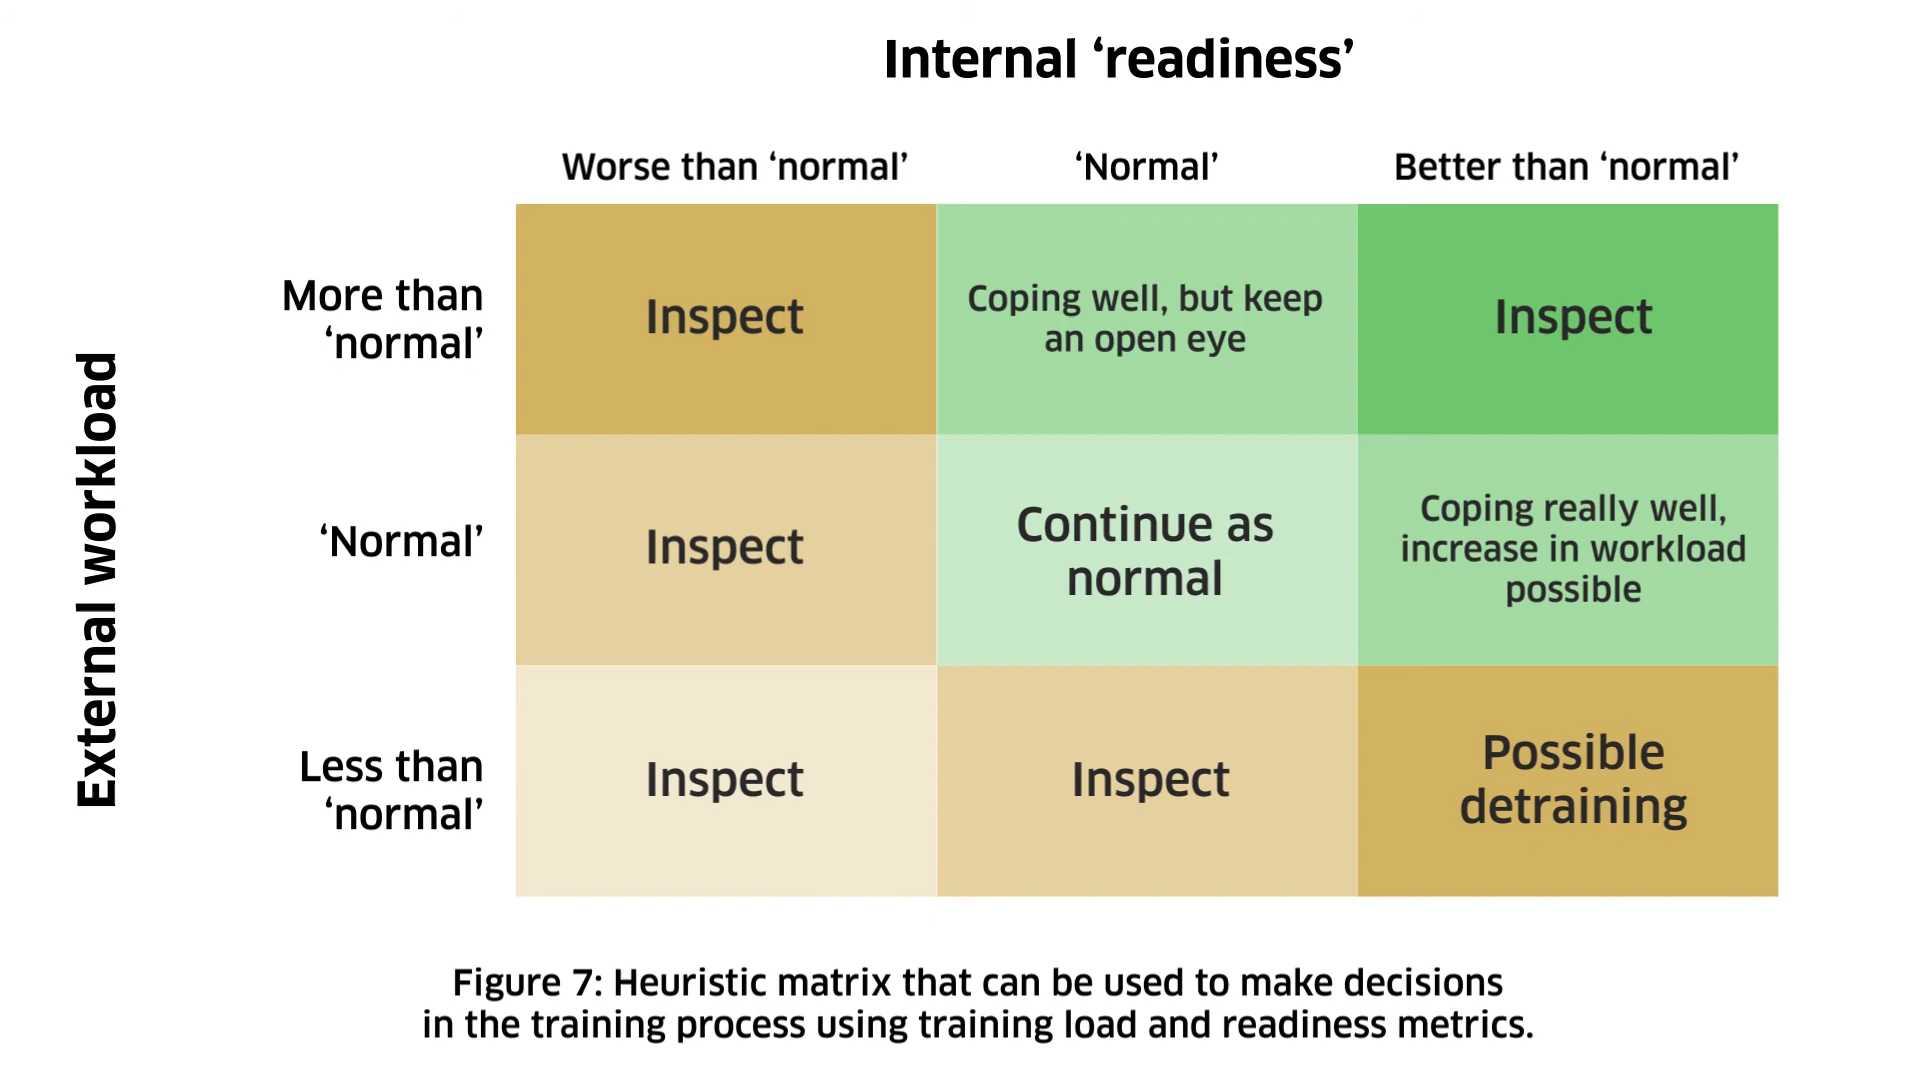 Internal ‘readiness’
Worse than ‘normal’
‘Normal’
Better than ‘normal’
External workload
More than
‘normal’
Inspect
Coping well, but keep
an open eye
Inspect
‘Normal’
Inspect
Continue as
normal
Coping really well,
increase in workload
possible
Less than
‘normal’
Inspect
Inspect
Possible
detraining
Figure 7: Heuristic matrix that can be used to make decisions
in the training process using training load and readiness metrics.